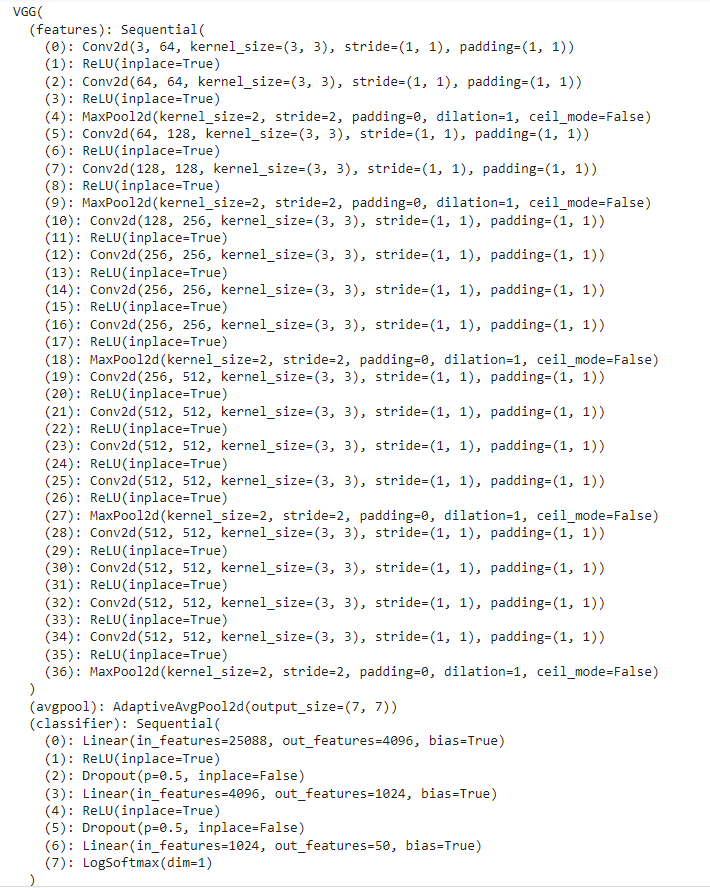 VGG(
  (features): Sequential(
    (0): Conv2d(3, 64, kernel_size=(3, 3), stride=(1, 1), padding=(1, 1))
    (1): ReLU(inplace=True)
    (2): Conv2d(64, 64, kernel_size=(3, 3), stride=(1, 1), padding=(1, 1))
    (3): ReLU(inplace=True)
    (4): MaxPool2d(kernel_size=2, stride=2, padding=0, dilation=1, ceil_mode=False)
    (5): Conv2d(64, 128, kernel_size=(3, 3), stride=(1, 1), padding=(1, 1))
    (6): ReLU(inplace=True)
    (7): Conv2d(128, 128, kernel_size=(3, 3), stride=(1, 1), padding=(1, 1))
    (8): ReLU(inplace=True)
    (9): MaxPool2d(kernel_size=2, stride=2, padding=0, dilation=1, ceil_mode=False)
    (10): Conv2d(128, 256, kernel_size=(3, 3), stride=(1, 1), padding=(1, 1))
    (11): ReLU(inplace=True)
    (12): Conv2d(256, 256, kernel_size=(3, 3), stride=(1, 1), padding=(1, 1))
    (13): ReLU(inplace=True)
    (14): Conv2d(256, 256, kernel_size=(3, 3), stride=(1, 1), padding=(1, 1))
    (15): ReLU(inplace=True)
    (16): Conv2d(256, 256, kernel_size=(3, 3), stride=(1, 1), padding=(1, 1))
    (17): ReLU(inplace=True)
    (18): MaxPool2d(kernel_size=2, stride=2, padding=0, dilation=1, ceil_mode=False)
    (19): Conv2d(256, 512, kernel_size=(3, 3), stride=(1, 1), padding=(1, 1))
    (20): ReLU(inplace=True)
    (21): Conv2d(512, 512, kernel_size=(3, 3), stride=(1, 1), padding=(1, 1))
    (22): ReLU(inplace=True)
    (23): Conv2d(512, 512, kernel_size=(3, 3), stride=(1, 1), padding=(1, 1))
    (24): ReLU(inplace=True)
    (25): Conv2d(512, 512, kernel_size=(3, 3), stride=(1, 1), padding=(1, 1))
    (26): ReLU(inplace=True)
    (27): MaxPool2d(kernel_size=2, stride=2, padding=0, dilation=1, ceil_mode=False)
    (28): Conv2d(512, 512, kernel_size=(3, 3), stride=(1, 1), padding=(1, 1))
    (29): ReLU(inplace=True)
    (30): Conv2d(512, 512, kernel_size=(3, 3), stride=(1, 1), padding=(1, 1))
    (31): ReLU(inplace=True)
    (32): Conv2d(512, 512, kernel_size=(3, 3), stride=(1, 1), padding=(1, 1))
    (33): ReLU(inplace=True)
    (34): Conv2d(512, 512, kernel_size=(3, 3), stride=(1, 1), padding=(1, 1))
    (35): ReLU(inplace=True)
    (36): MaxPool2d(kernel_size=2, stride=2, padding=0, dilation=1, ceil_mode=False)
  )
  (avgpool): AdaptiveAvgPool2d(output_size=(7, 7))
  (classifier): Sequential(
    (0): Linear(in_features=25088, out_features=4096, bias=True)
    (1): ReLU(inplace=True)
    (2): Dropout(p=0.5, inplace=False)
    (3): Linear(in_features=4096, out_features=1024, bias=True)
    (4): ReLU(inplace=True)
    (5): Dropout(p=0.5, inplace=False)
    (6): Linear(in_features=1024, out_features=50, bias=True)
    (7): LogSoftmax(dim=1)
  )